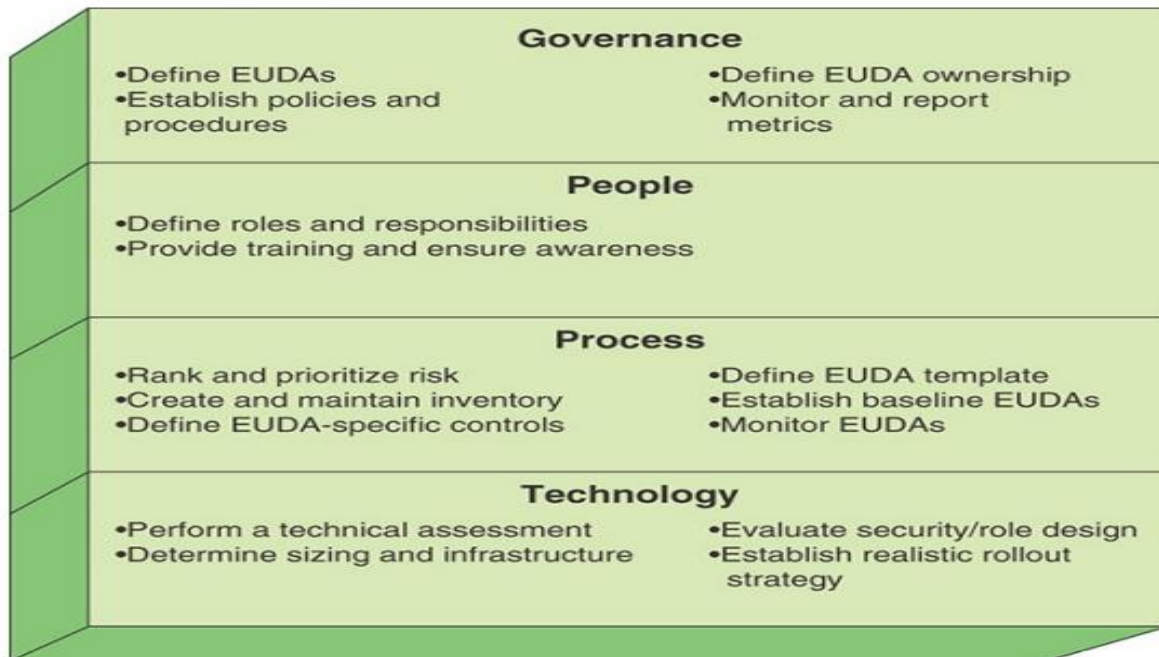 Governance
•Define EUDAs
•Establish policies and
procedures
•Define EUDA ownership
•Monitor and report
metrics
People
•Define roles and responsibilities
•Provide training and ensure awareness
Process
•Rank and prioritize risk
•Create and maintain inventory
•Define EUDA-specific controls
•Define EUDA template
•Establish baseline EUDAs
•Monitor EUDAs
Technology
•Perform a technical assessment
•Determine sizing and infrastructure
•Evaluate security/role design
•Establish realistic rollout
strategy